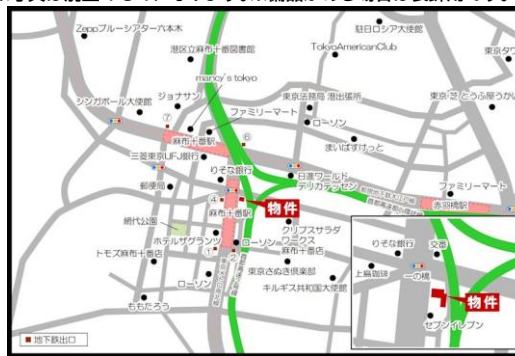 Zeppブルーシアター六本木
駐日ロシア大使館
港区立麻布十番図書館
TokyoAmericanClub
東京タワ
mancy's tokyo
ジョナサン
シンガポール大使館
ファミリーマート
東京法務局 港出張所
東京・芝 とうふ屋うかい
ローソン
⑦
麻布十番駅
⑥
まいばすけっと
三菱東京UFJ銀行
りそな銀行
日進ワールド
デリカテッセン
郵便局
④
物件
ファミリーマート
赤羽橋駅
麻布十番駅
網代公園
クリプスサラダ
ワークス
麻布十番店
ホテルザグランツ
ローソン
①
②
トモズ麻布十番店
東京さぬき倶楽部
ローソン
キルギス共和国大使館
ももたろう
りそな銀行
交番
上島珈琲
一の橋
物件
セブンイレブン
地下鉄出口